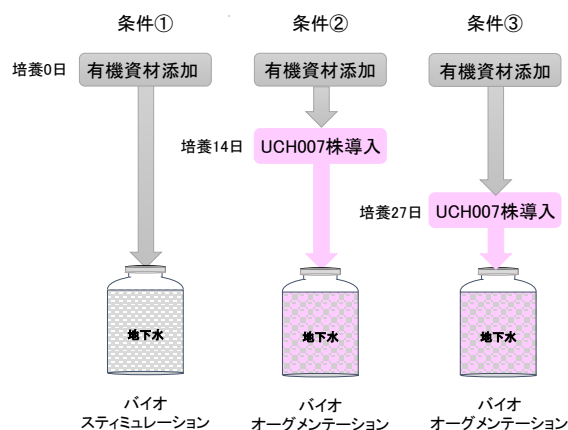 条件①
条件②
条件③
培養0日
有機資材添加
有機資材添加
有機資材添加
培養14日
UCH007株導入
培養27日
UCH007株導入
地下水
地下水
地下水
バイオ
スティミュレーション
バイオ
オーグメンテーション
バイオ
オーグメンテーション